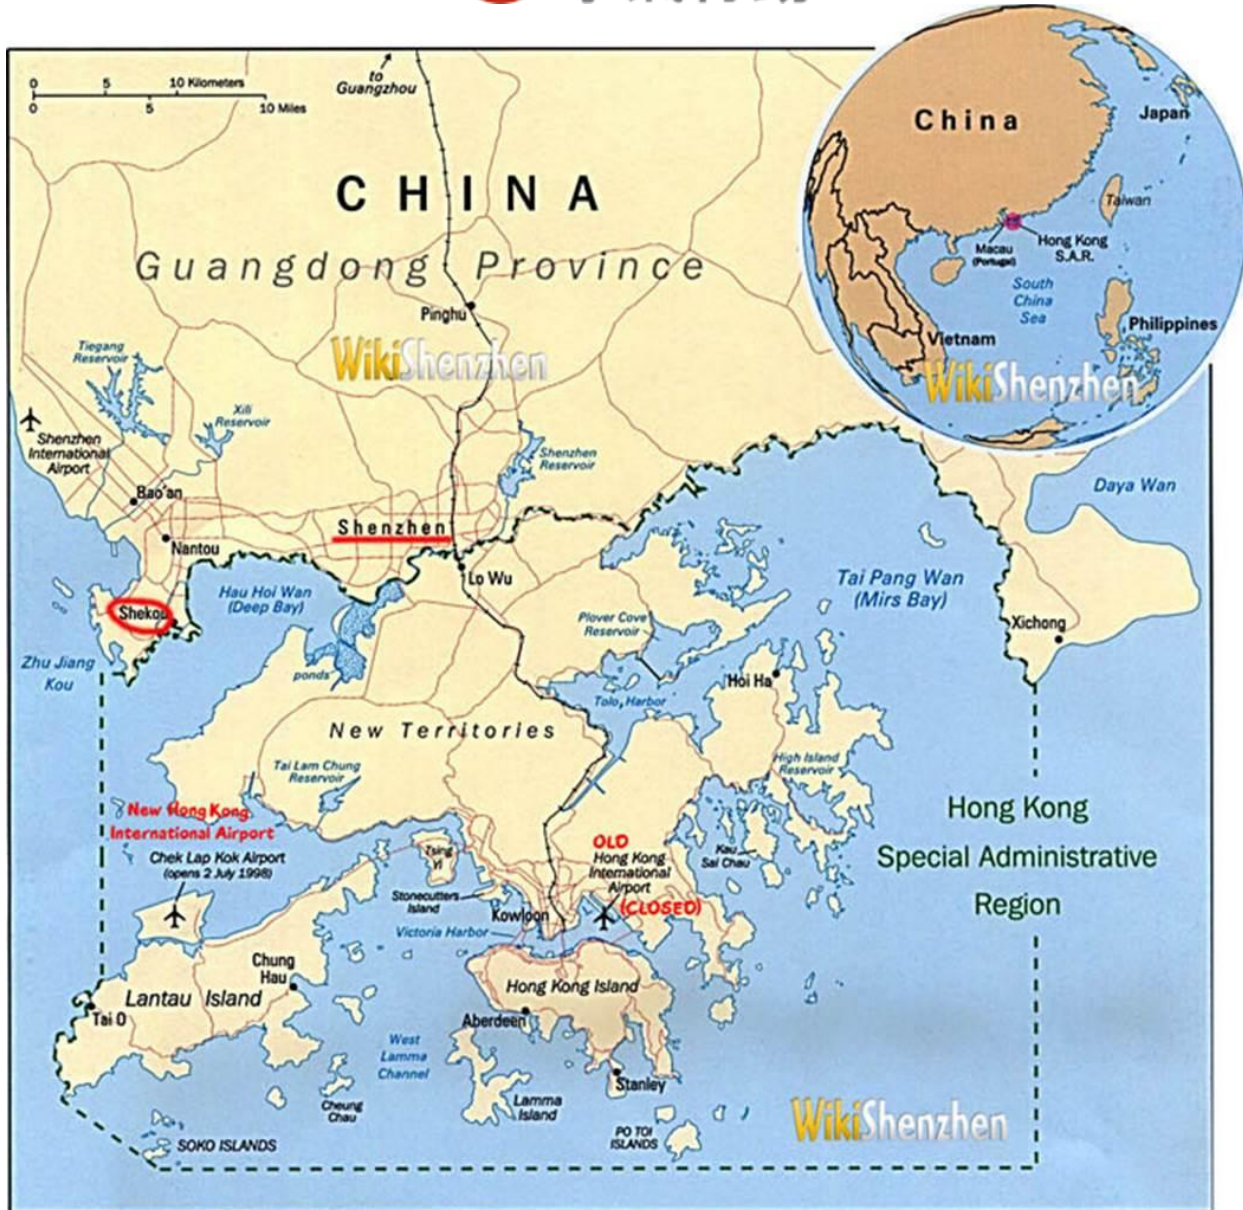 0 5 10 Kilometers
0 5 10 Miles
to
Guangzhou
CHINA
Guangdong Province
Pinghu
WikiShenzhen
China
Japan
Taiwan
Macau
(Portugal)
Hong Kong
S.A.R.
South
China
Sea
Vietnam
Philippines
WikiShenzhen
Tiegang
Reservoir
Xili
Reservoir
Shenzhen
International
Airport
Bao'an
Shenzhen
Reservoir
Shenzhen
Nantou
Daya Wan
Lo Wu
Hau Hoi Wan
(Deep Bay)
Shekou
Tai Pang Wan
(Mirs Bay)
Plover Cove
Reservoir
Xichong
Zhu Jiang
Kou
ponds
Hoi Ha
Tolo Harbor
New Territories
Tai Lam Chung
Reservoir
High Island
Reservoir
New Hong Kong
International Airport
Chek Lap Kok Airport
(opens 2 July 1998)
Hong Kong
Special Administrative
Region
Tsing
Yi
OLD
Hong Kong
International
Airport
(CLOSED)
Kau
Sai Chau
Stonecutters
Island
Kowloon
Victoria Harbor
Chung
Hau
Lantau Island
Tai O
Hong Kong Island
Aberdeen
West
Lamma
Channel
Stanley
Cheung
Chau
Lamma
Island
PO TOI
ISLANDS
WikiShenzhen
SOKO ISLANDS